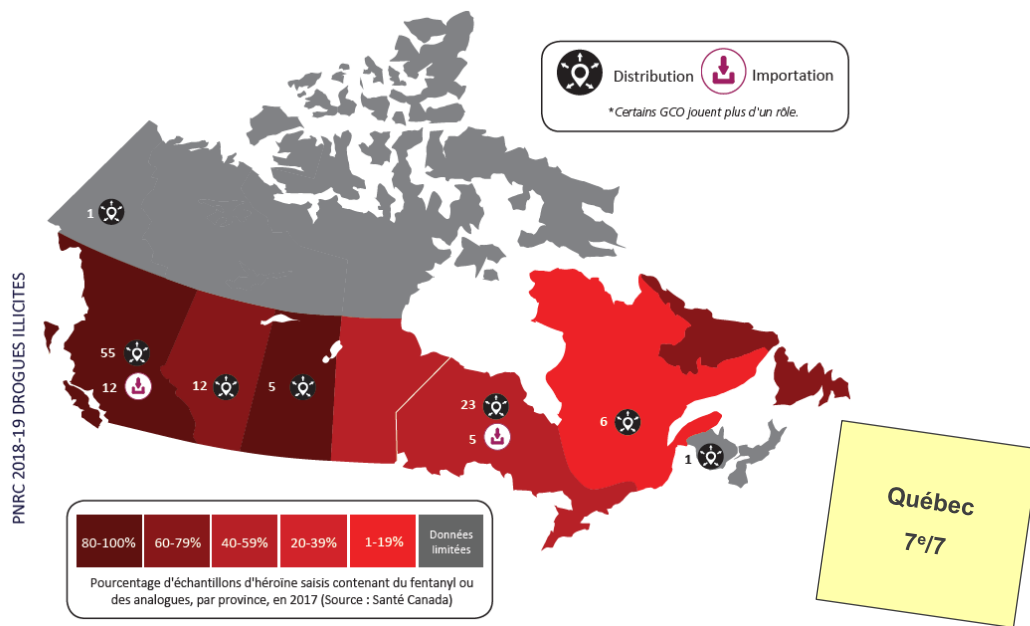 Distribution
Importation
*Certains GCO jouent plus d'un rôle.
1
55
12
12
5
23
5
6
1
PNRC 2018-19 DROGUES ILLICITES
Québec
7e/7
80-100%
60-79%
40-59%
20-39%
1-19%
Données
limitées
Pourcentage d'échantillons d'héroïne saisis contenant du fentanyl ou
des analogues, par province, en 2017 (Source : Santé Canada)